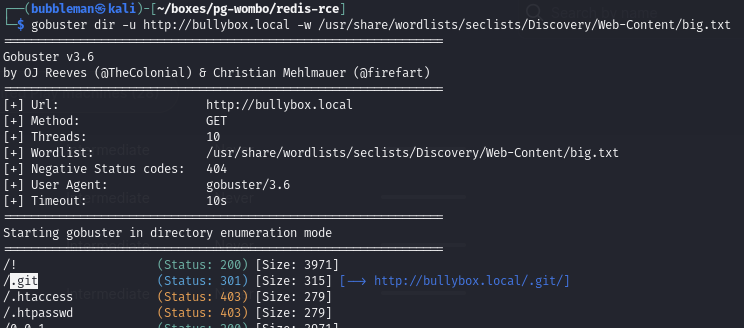 ┌──(bubbleman㉿kali)-[~/boxes/pg-wombo/redis-rce]
└─$ gobuster dir -u http://bullybox.local -w /usr/share/wordlists/seclists/Discovery/Web-Content/big.txt
===============================================================
Gobuster v3.6
by OJ Reeves (@TheColonial) & Christian Mehlmauer (@firefart)
===============================================================
[+] Url:                     http://bullybox.local
[+] Method:                  GET
[+] Threads:                 10
[+] Wordlist:                /usr/share/wordlists/seclists/Discovery/Web-Content/big.txt
[+] Negative Status codes:   404
[+] User Agent:              gobuster/3.6
[+] Timeout:                 10s
===============================================================
Starting gobuster in directory enumeration mode
===============================================================
/!                    (Status: 200) [Size: 3971]
/.git                 (Status: 301) [Size: 315] [--> http://bullybox.local/.git/]
/.htaccess            (Status: 403) [Size: 279]
/.htpasswd            (Status: 403) [Size: 279]
/0.0.1                (Status: 200) [Size: 3971]